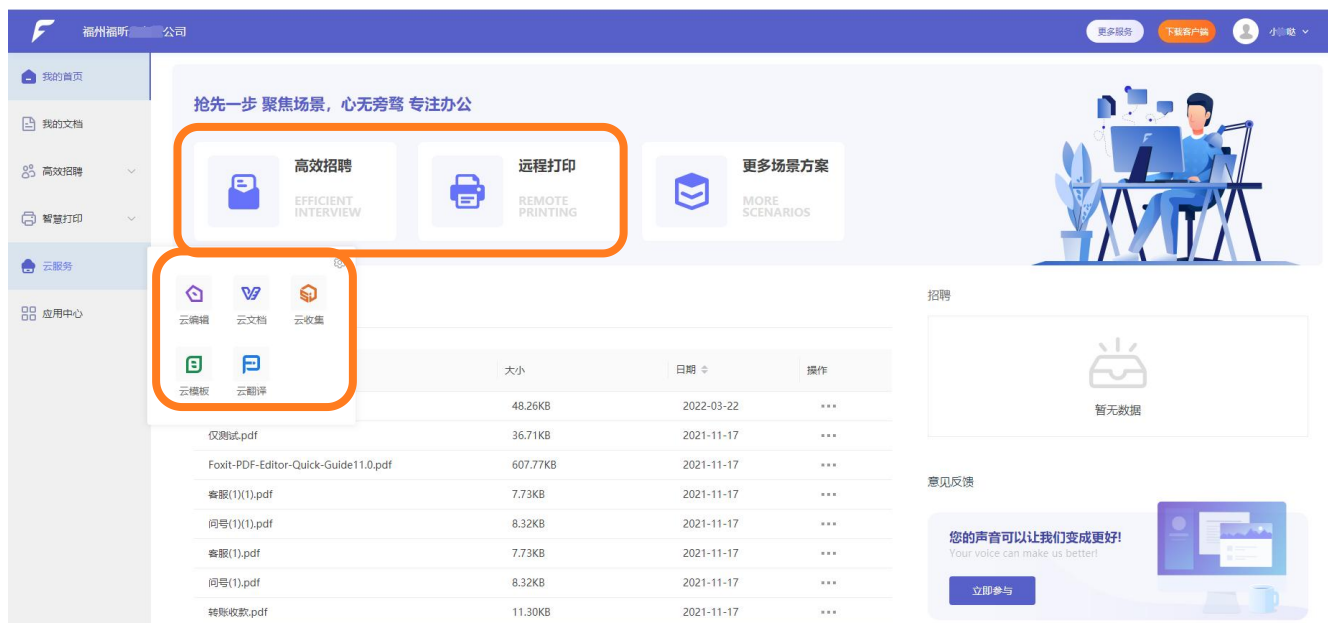 福州福昕 公司
更多服务
下载客户端
小 哒
我的首页
我的文档
高效招聘
智慧打印
云服务
应用中心
抢先一步 聚焦场景，心无旁骛 专注办公
高效招聘
EFFICIENT
INTERVIEW
远程打印
REMOTE
PRINTING
更多场景方案
MORE
SCENARIOS
云编辑
云文档
云收集
云模板
云翻译
大小
日期
操作
48.26KB
2022-03-22
仅测试.pdf
36.71KB
2021-11-17
Foxit-PDF-Editor-Quick-Guide11.0.pdf
607.77KB
2021-11-17
客服(1)(1).pdf
7.73KB
2021-11-17
问号(1)(1).pdf
8.32KB
2021-11-17
客服(1).pdf
7.73KB
2021-11-17
问号(1).pdf
8.32KB
2021-11-17
转账收款.pdf
11.30KB
2021-11-17
招聘
暂无数据
意见反馈
您的声音可以让我们变成更好!
Your voice can make us better!
立即参与